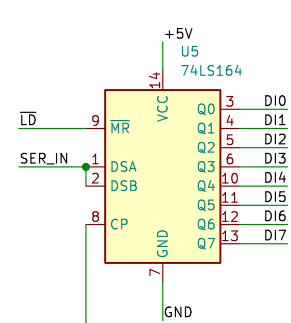 +5V
U5
74LS164
14
VCC
3 Q0 DI0
L̅D̅ 9 M̅R̅ Q1 4 DI1
Q2 5 DI2
SER_IN 1 DSA Q3 6 DI3
2 DSB Q4 10 DI4
Q5 11 DI5
8 CP Q6 12 DI6
Q7 13 DI7
GND
7
GND